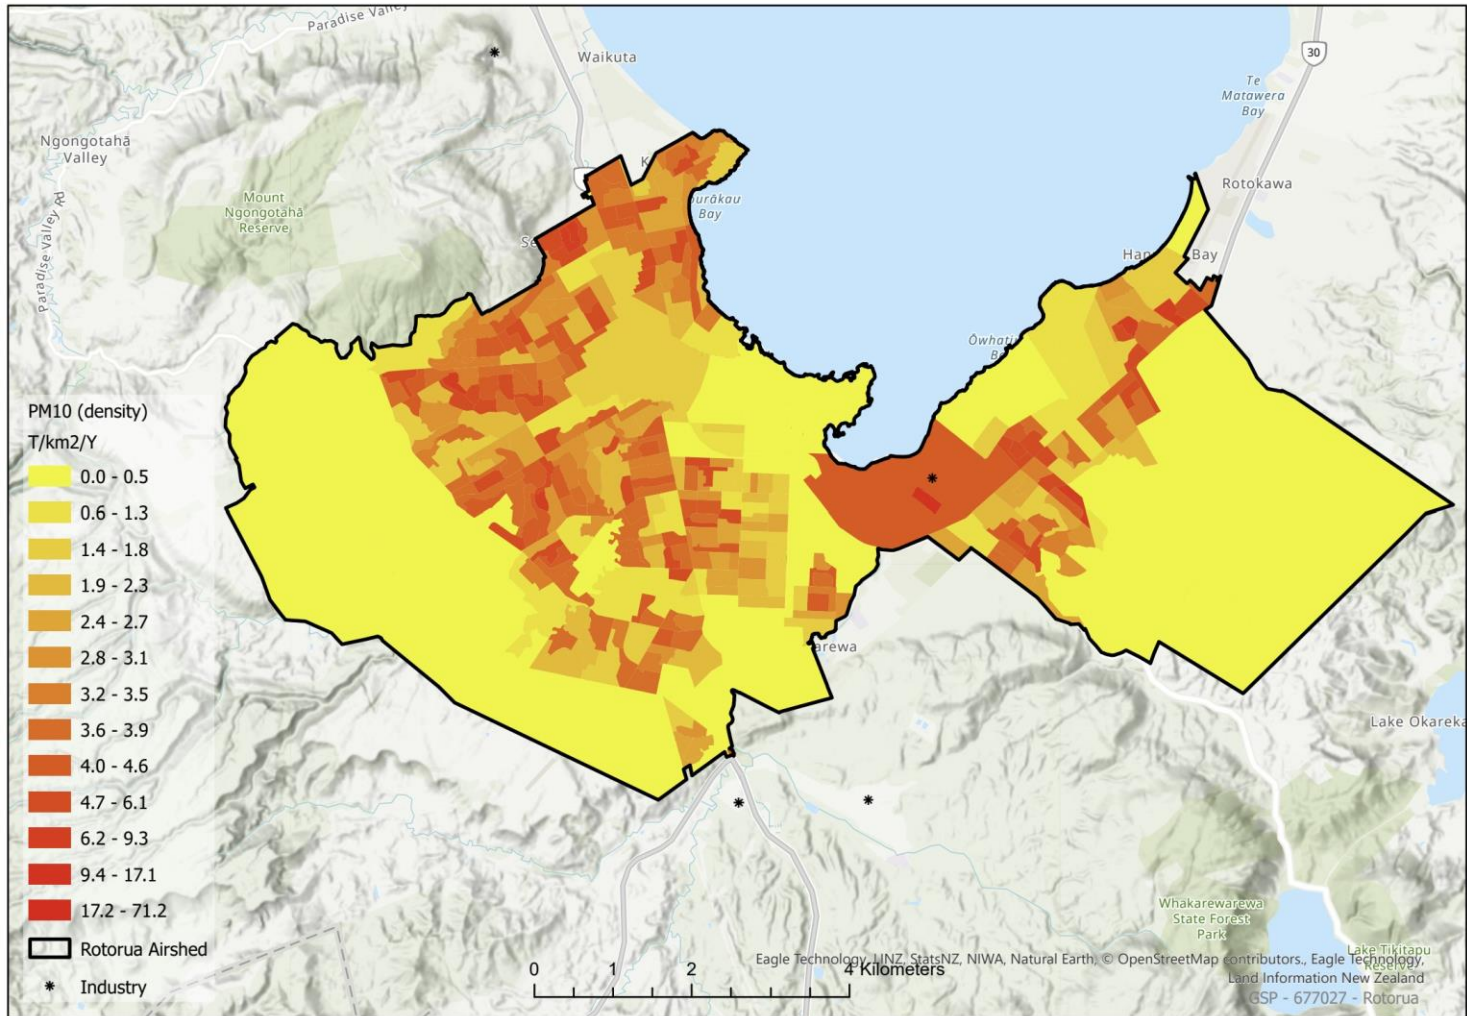 Paradise Valley
Waikuta
30
Te
Matawera
Bay
Ngongotahā
Valley
Rotokawa
Mount
Ngongotahā
Reserve
Bay
Paradise Valley Rd
Bay
PM10 (density)
T/km2/Y
0.0 - 0.5
0.6 - 1.3
1.4 - 1.8
1.9 - 2.3
2.4 - 2.7
2.8 - 3.1
3.2 - 3.5
3.6 - 3.9
4.0 - 4.6
4.7 - 6.1
6.2 - 9.3
9.4 - 17.1
17.2 - 71.2
Rotorua Airshed
Industry
arewa
Lake Okareka
Whakarewarewa
State Forest
Park
Lake Tikitapu
Reserve
0 1 2 4 Kilometers
Eagle Technology, LINZ, StatsNZ, NIWA, Natural Earth, © OpenStreetMap contributors., Eagle Technology,
Land Information New Zealand
GSP - 677027 - Rotorua